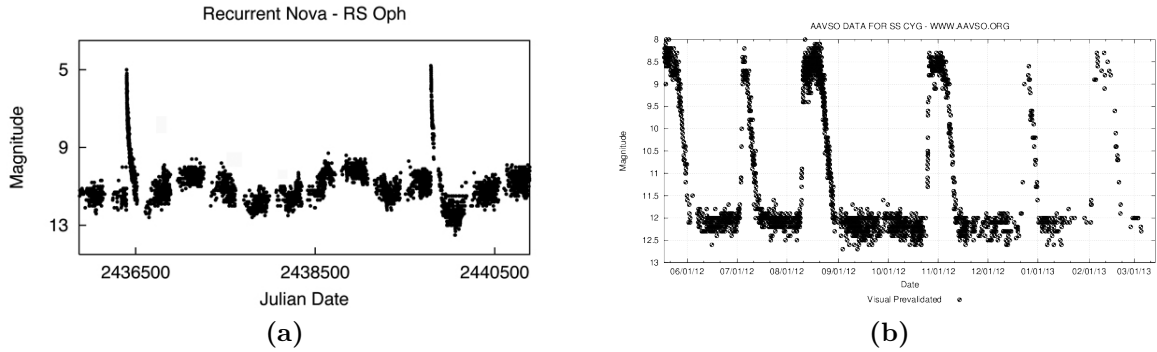 Recurrent Nova - RS Oph
5
9
13
Magnitude
2436500 2438500 2440500
Julian Date
(a)
AAVSO DATA FOR SS CYG - WWW.AAVSO.ORG
8
8.5
9
9.5
10
10.5
11
11.5
12
12.5
13
Magnitude
06/01/12 07/01/12 08/01/12 09/01/12 10/01/12 11/01/12 12/01/12 01/01/13 02/01/13 03/01/13
Date
Visual Prevalidated
(b)